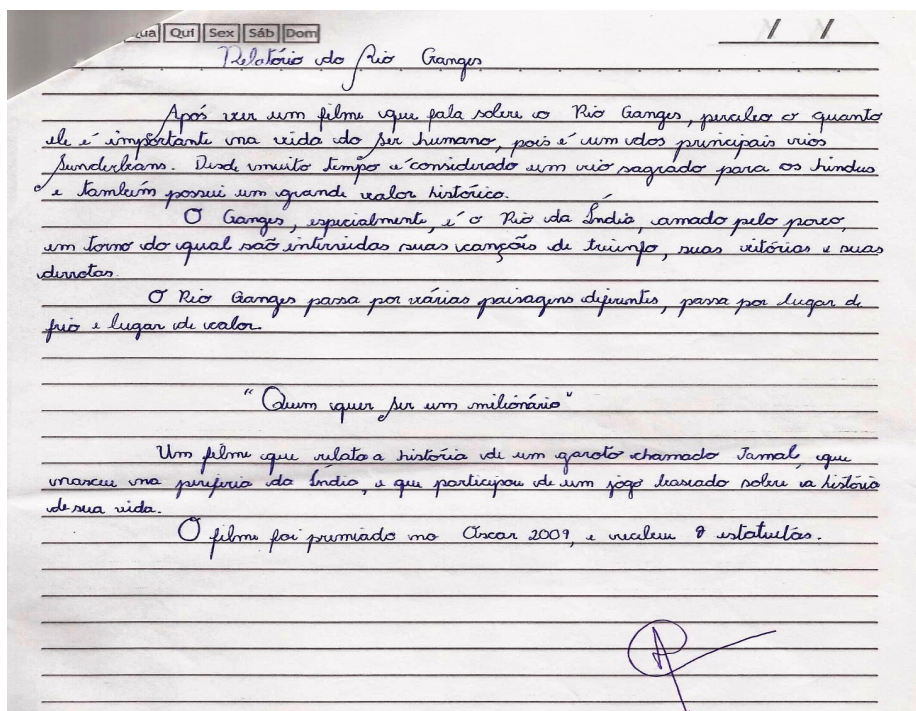 Qui Sex Sáb Dom / /
Relatório do Rio Ganges
Após ver um filme que fala sobre o Rio Ganges, percebeo o quanto
ele é importante na vida do ser humano, pois é um dos principais rios
Sunderbans. Desde muito tempo é considerado um rio sagrado para os hindus
e também possui um grande valor histórico.
O Ganges, especialmente, é o Rio da Índia, amado pelo povo,
em torno do qual são intrividas suas canções de triunfo, suas vitórias e suas
derrotas.
O Rio Ganges passa por várias paisagens diferentes, passa por lugar de
frio e lugar de calor.
"Quem quer ser um milionário"
Um filme que relata a história de um garoto chamado Jamal, que
nasceu na periferia da Índia, e que participou de um jogo baseado sobre a história
de sua vida.
O filme foi premiado no Oscar 2009, e recebeu 8 estatuetas.